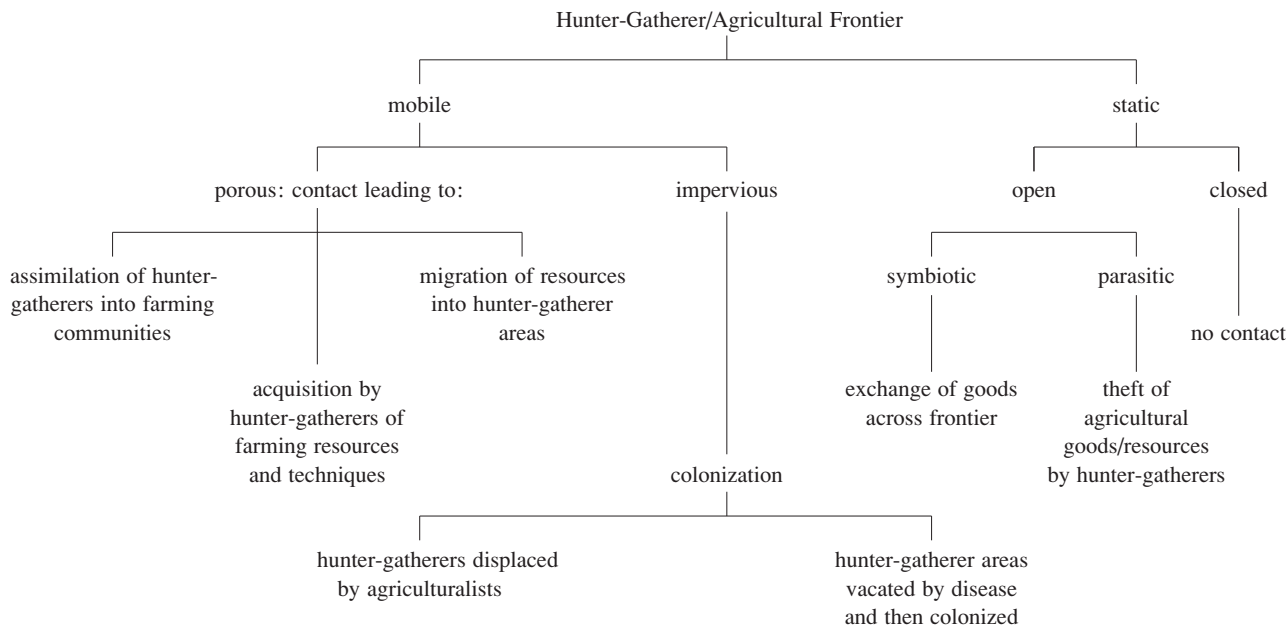 Hunter-Gatherer/Agricultural Frontier
mobile
static
porous: contact leading to:
impervious
open
closed
assimilation of hunter-
gatherers into farming
communities
migration of resources
into hunter-gatherer
areas
symbiotic
parasitic
no contact
acquisition by
hunter-gatherers of
farming resources
and techniques
exchange of goods
across frontier
theft of
agricultural
goods/resources
by hunter-gatherers
colonization
hunter-gatherers displaced
by agriculturalists
hunter-gatherer areas
vacated by disease
and then colonized